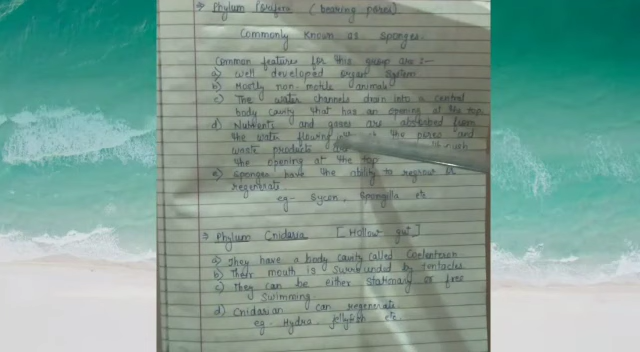 ⇒ Phylum Porifera (bearing pores).
Commonly known as sponges.
Common features for this group are :-
a) Well developed organ system
b) Mostly non-motile animals
c) The water channels drain into a central
body cavity that has an opening at the top
d) Nutrients and gases are absorbed from
the water flowing the pores and
waste products
the opening at the top
e) Sponges have the ability to regrow or
regenerate
eg- Sycon, Spongilla etc
⇒ Phylum Cnidaria [Hollow gut]
a) They have a body cavity called Coelenteron
b) Their mouth is surrounded by tentacles
c) They can be either stationary or free
swimming
d) Cnidarian can regenerate
eg- Hydra, jellyfish etc.